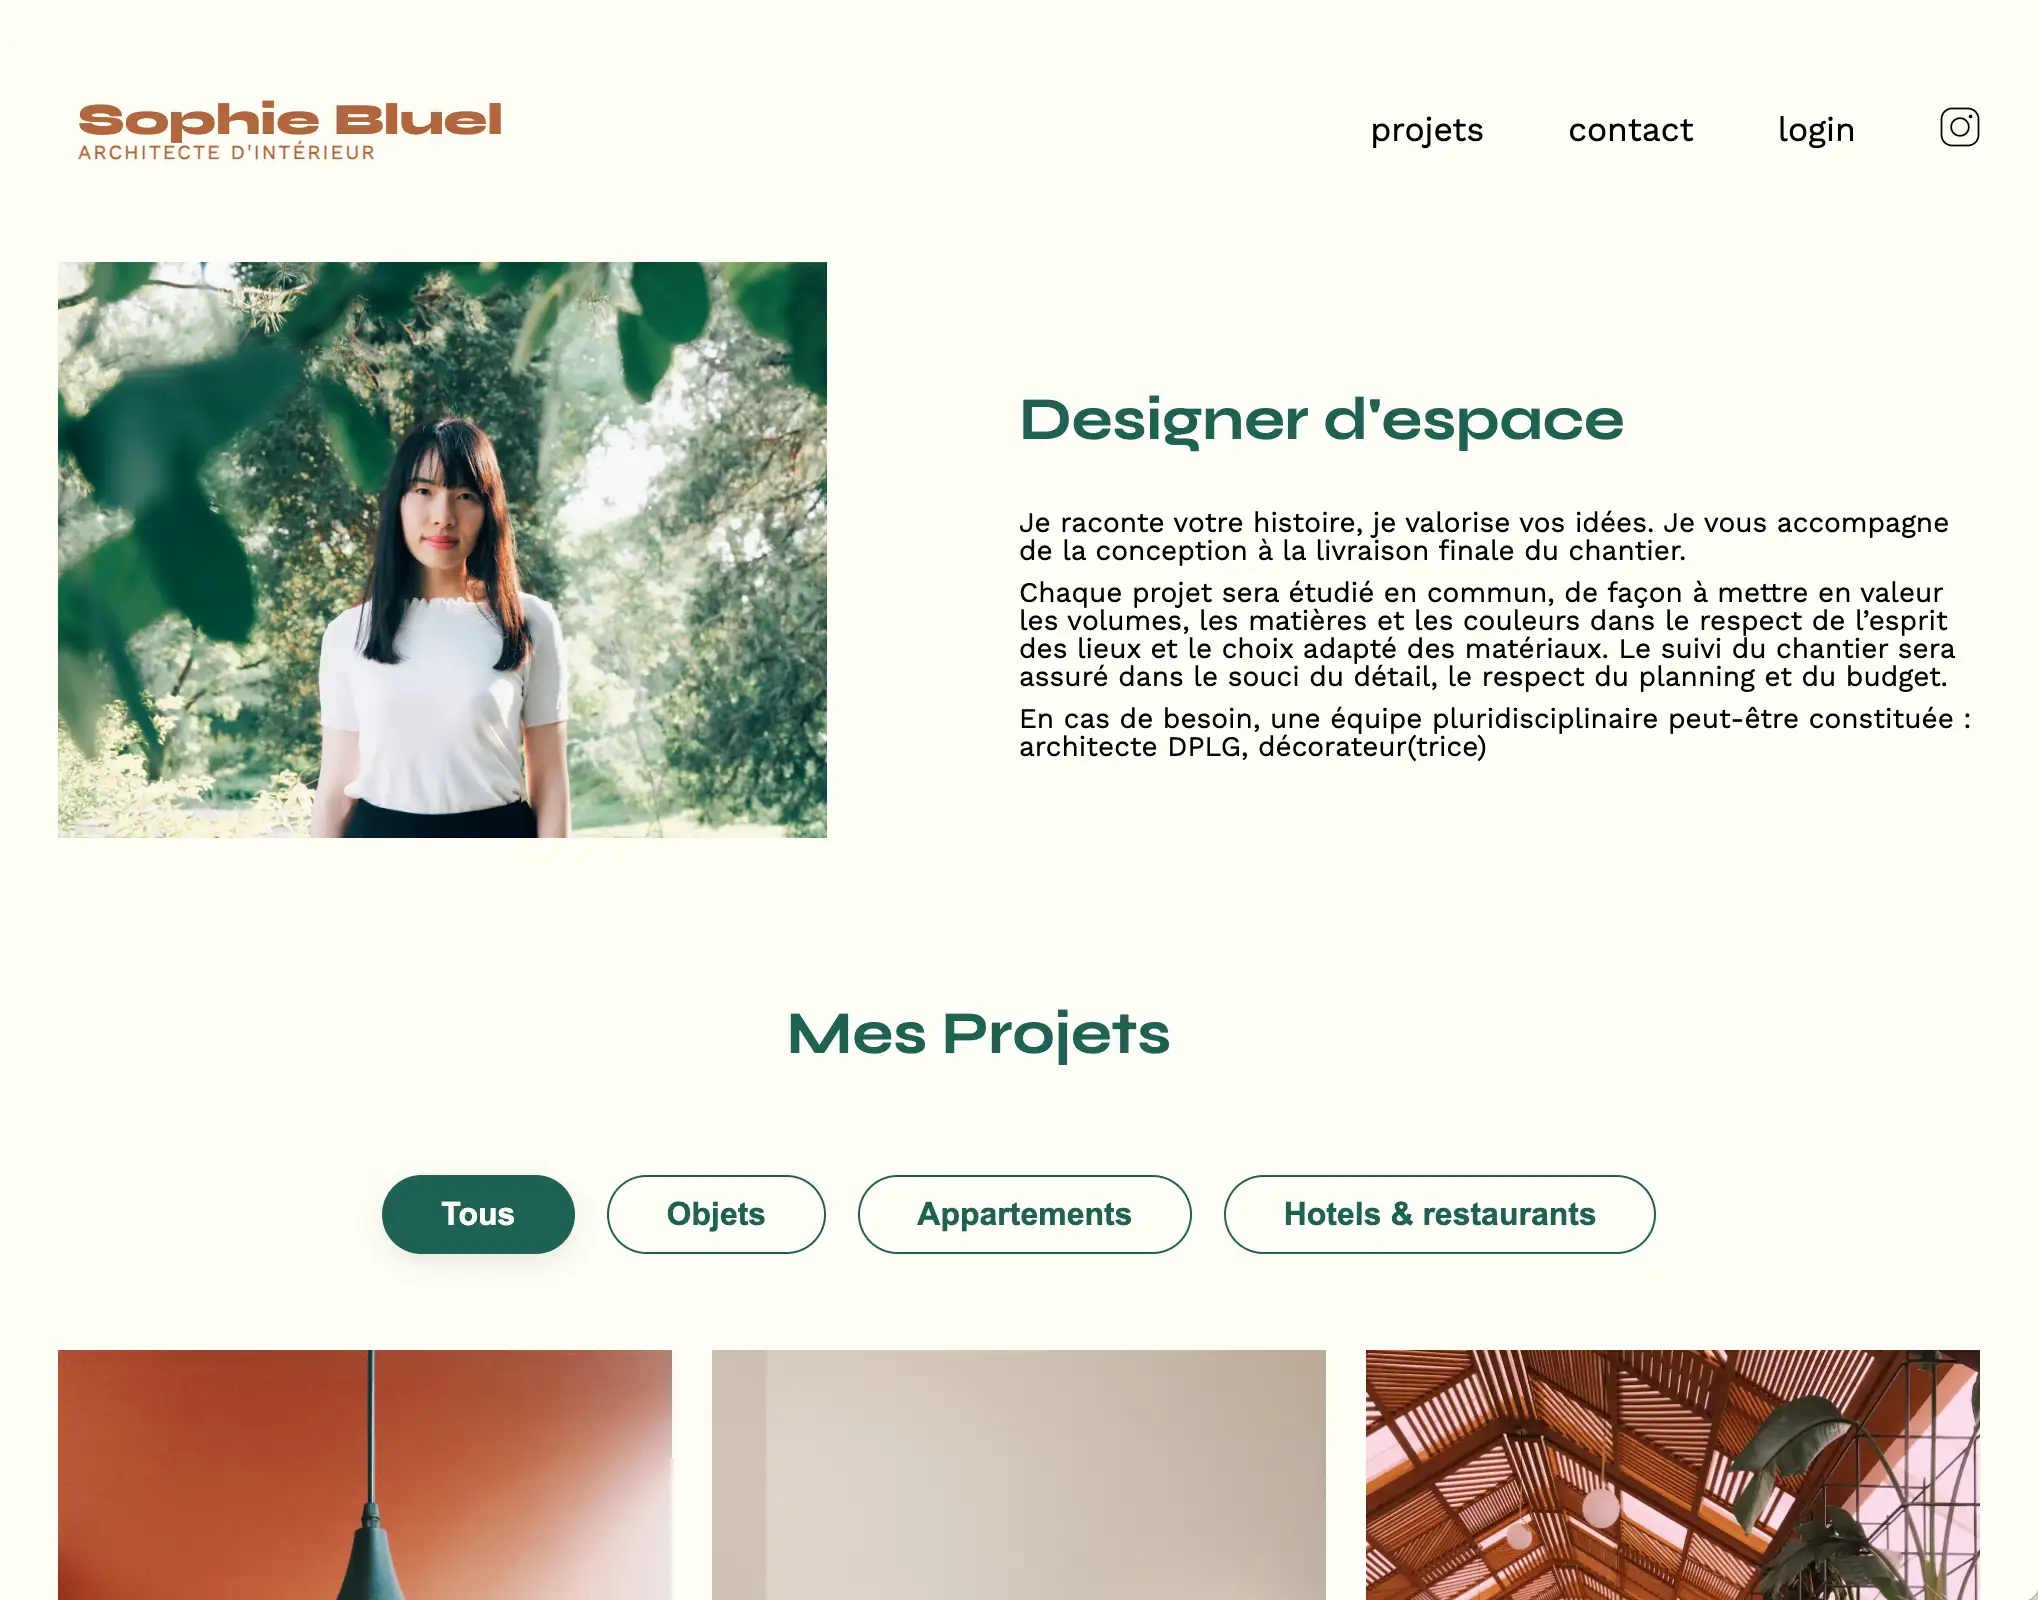 Sophie Bluel
ARCHITECTE D'INTÉRIEUR
projets contact login
Designer d'espace
Je raconte votre histoire, je valorise vos idées. Je vous accompagne
de la conception à la livraison finale du chantier.
Chaque projet sera étudié en commun, de façon à mettre en valeur
les volumes, les matières et les couleurs dans le respect de l’esprit
des lieux et le choix adapté des matériaux. Le suivi du chantier sera
assuré dans le souci du détail, le respect du planning et du budget.
En cas de besoin, une équipe pluridisciplinaire peut-être constituée :
architecte DPLG, décorateur(trice)
Mes Projets
Tous Objets Appartements Hotels & restaurants